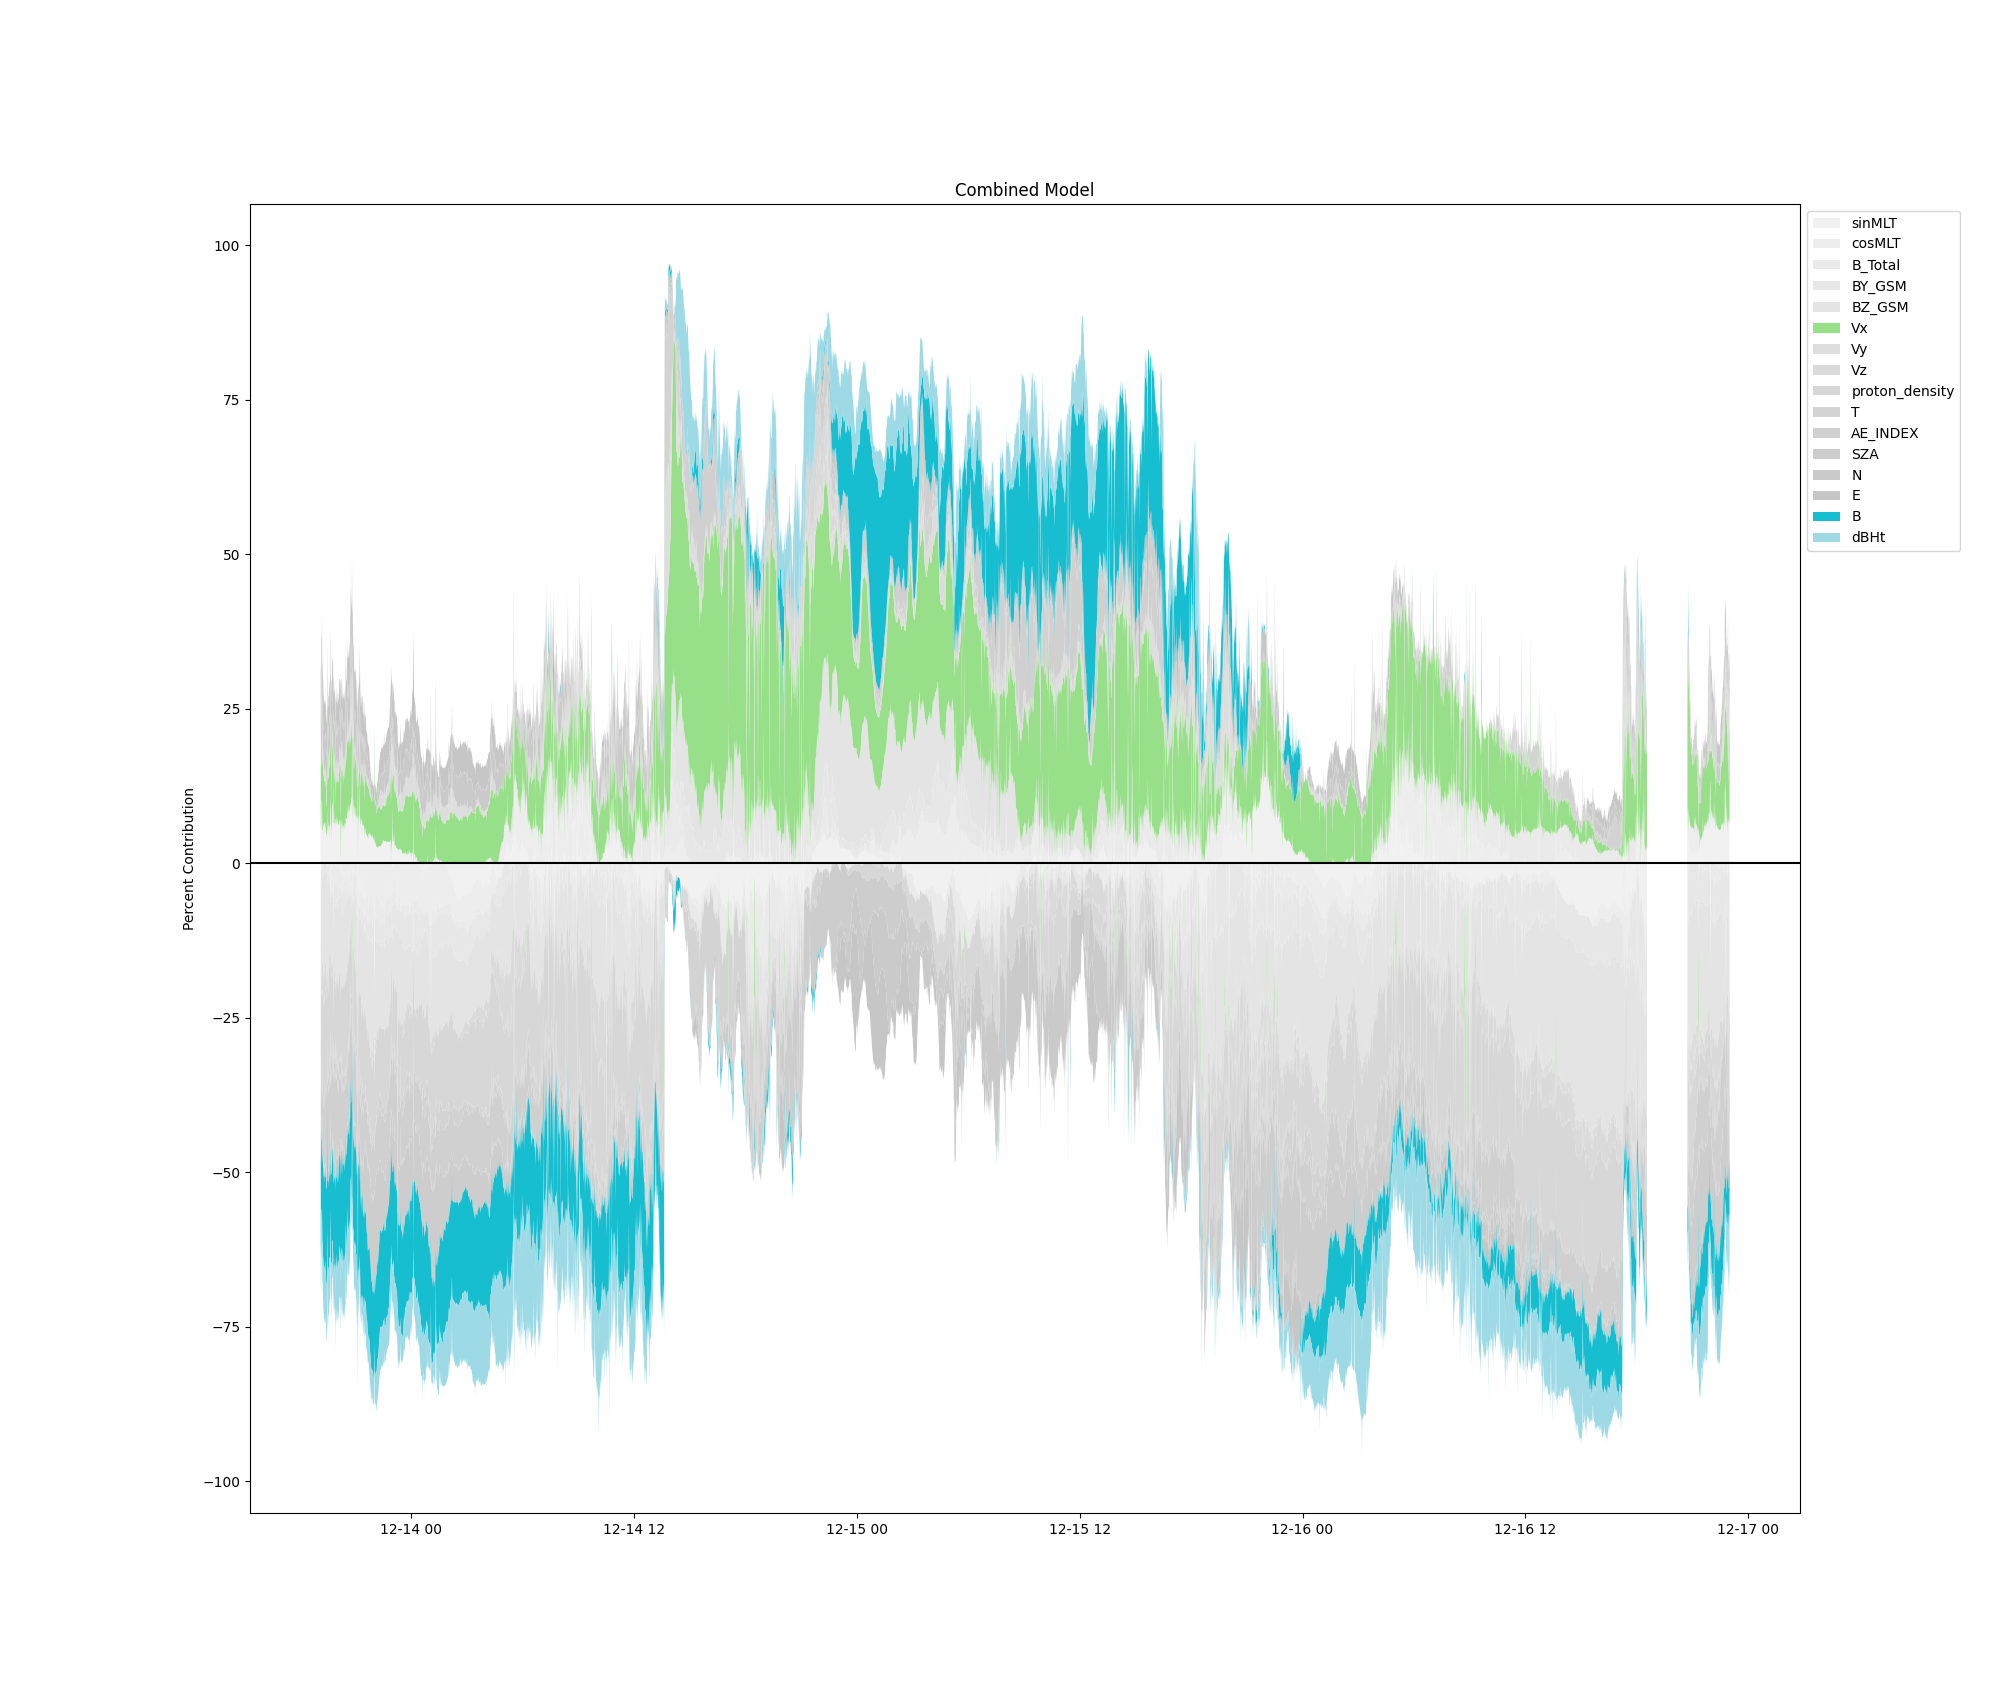 Combined Model
Percent Contribution
100
75
50
25
0
−25
−50
−75
−100
12-14 00
12-14 12
12-15 00
12-15 12
12-16 00
12-16 12
12-17 00
sinMLT
cosMLT
B_Total
BY_GSM
BZ_GSM
Vx
Vy
Vz
proton_density
T
AE_INDEX
SZA
N
E
B
dBHt